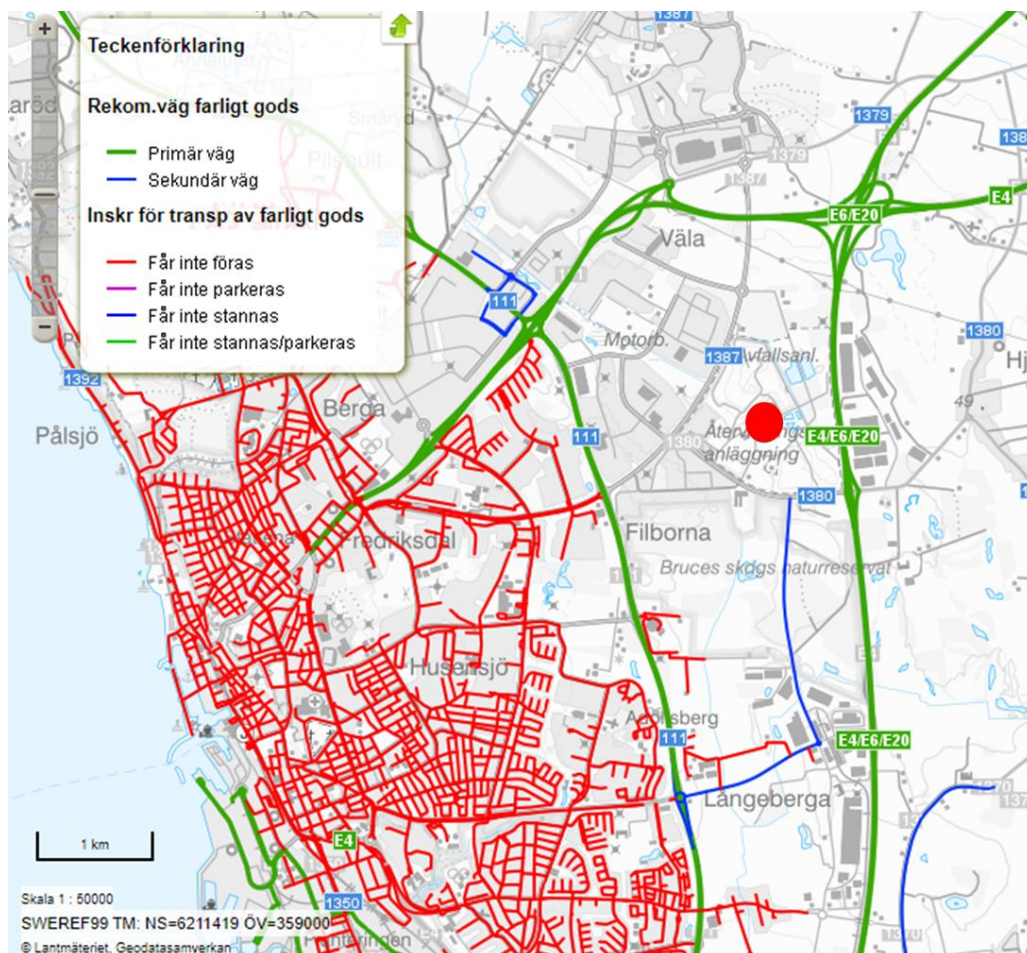 Teckenförklaring
Rekom.väg farligt gods
Primär väg
Sekundär väg
Inskr för transp av farligt gods
Får inte föras
Får inte parkeras
Får inte stannas
Får inte stannas/parkeras
1387
1379
1379
1387
E4
E6/E20
Väla
111
Pilshult
Motorb.
1387
Avfallsanl.
1380
Hj
49
1392
Pålsjö
Berga
111
1380
E4/E6/E20
anläggning
1380
Fredriksdal
Filborna
Bruces skogs naturreservat
Husensjö
Adolfsberg
111
E4/E6/E20
Långeberga
1370
E4
1350
1370
Planteringen
1 km
Skala 1 : 50000
SWEREF99 TM: NS=6211419 ÖV=359000
© Lantmäteriet, Geodatasamverkan